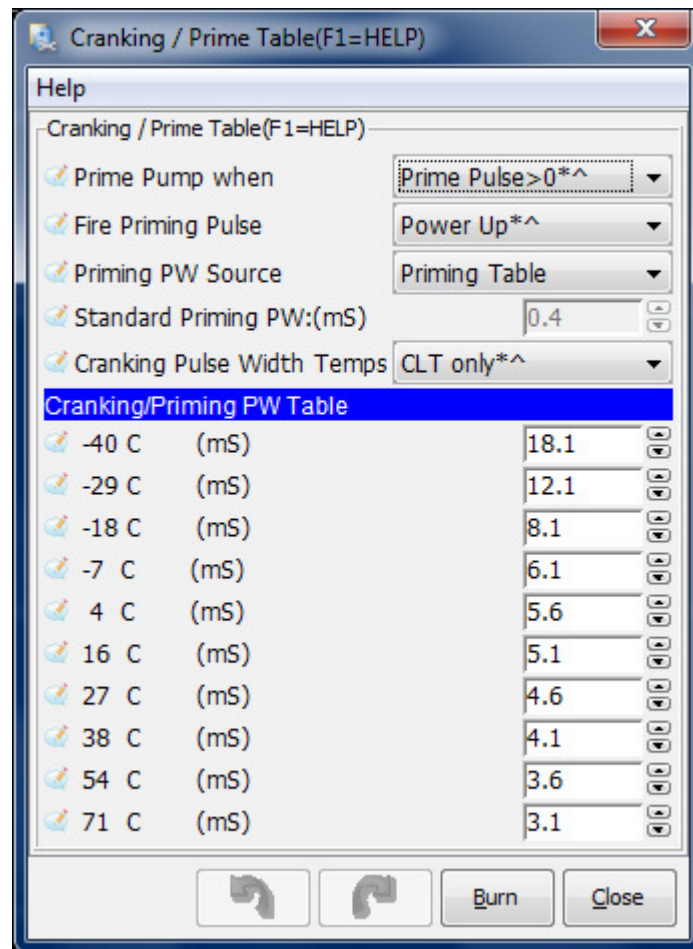 Cranking / Prime Table(F1=HELP)
Help
Cranking / Prime Table(F1=HELP)
Prime Pump when Prime Pulse>0*^
Fire Priming Pulse Power Up*^
Priming PW Source Priming Table
Standard Priming PW:(mS) 0.4
Cranking Pulse Width Temps CLT only*^
Cranking/Priming PW Table
-40 C (mS) 18.1
-29 C (mS) 12.1
-18 C (mS) 8.1
-7 C (mS) 6.1
4 C (mS) 5.6
16 C (mS) 5.1
27 C (mS) 4.6
38 C (mS) 4.1
54 C (mS) 3.6
71 C (mS) 3.1
Burn Close